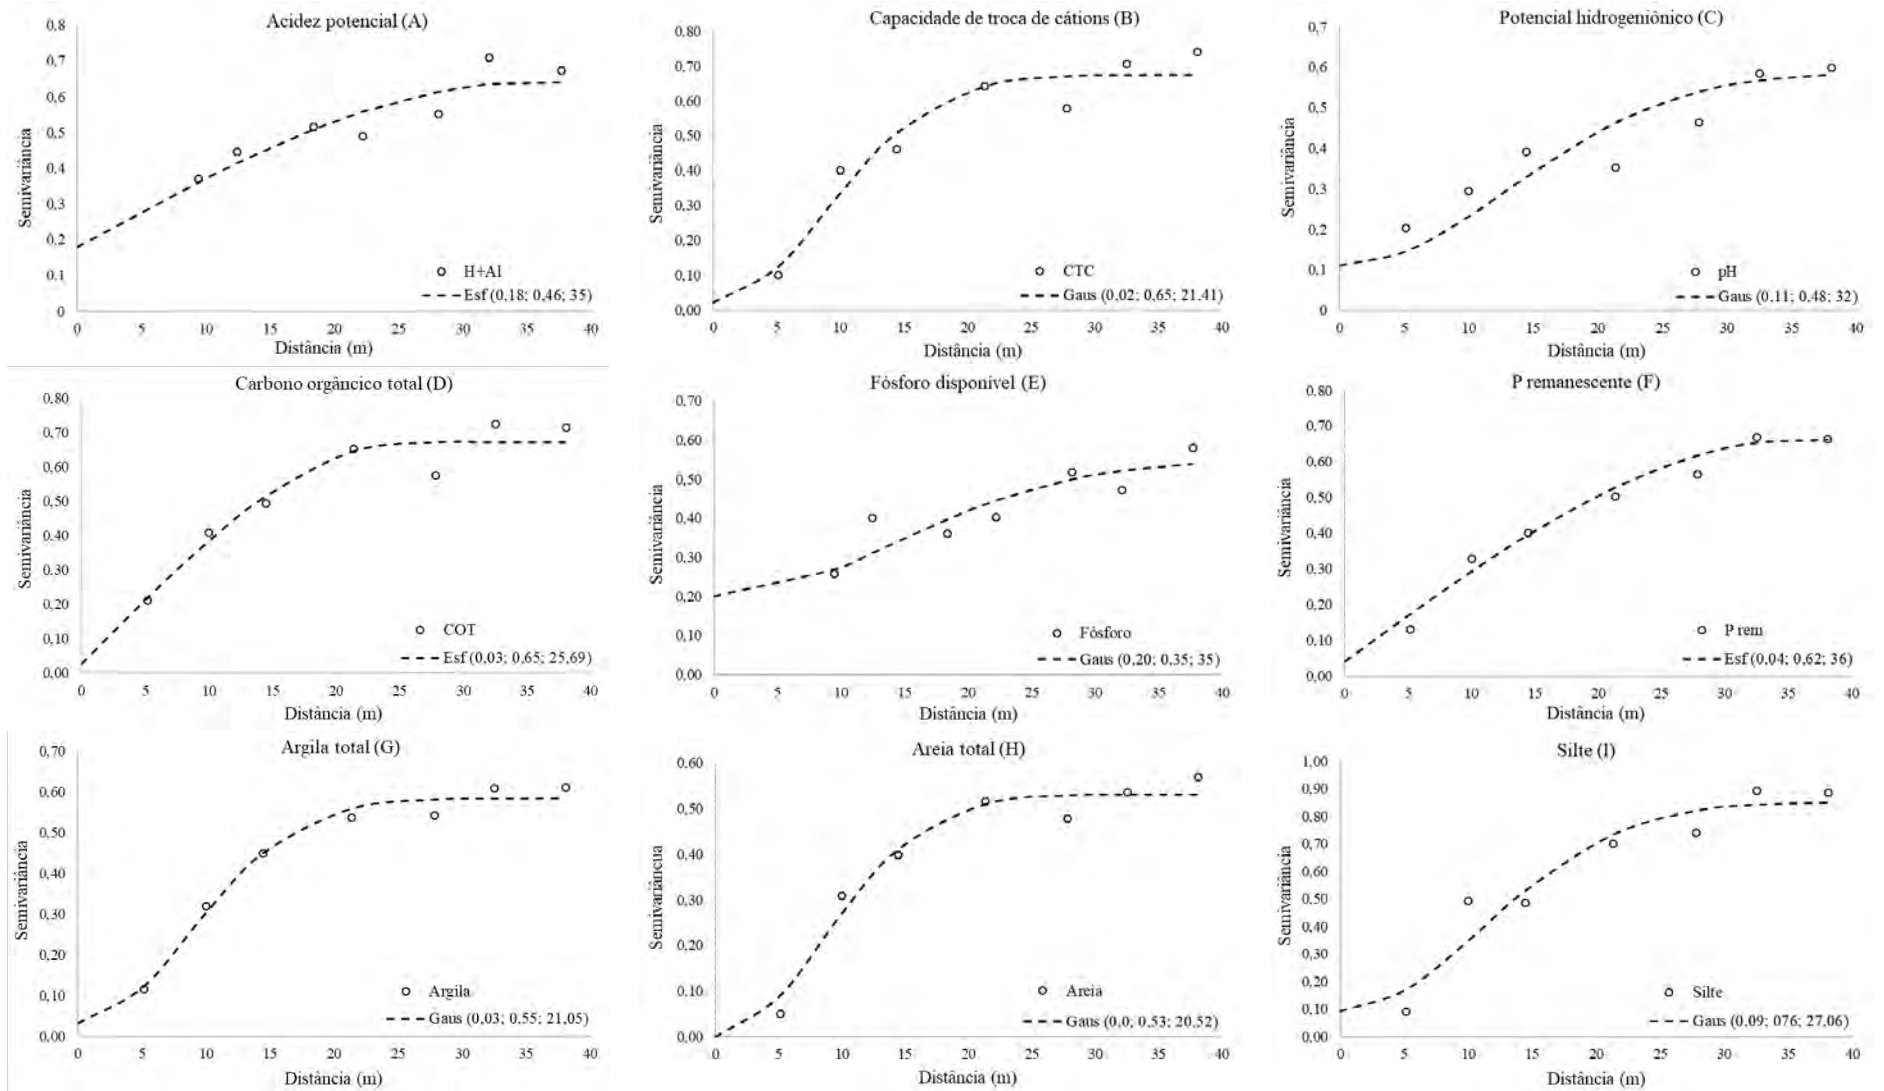 Acidez potencial (A)
0,8
0,7
0,6
0,5
0,4
0,3
0,2
0,1
0
Semivariância
H+Al
Esf (0,18; 0,46; 35)
0 5 10 15 20 25 30 35 40
Distância (m)
Capacidade de troca de cátions (B)
0.80
0.70
0.60
0.50
0.40
0.30
0.20
0.10
0,00
Semivariância
CTC
Gaus (0,02; 0,65; 21,41)
0 5 10 15 20 25 30 35 40
Distância (m)
Potencial hidrogeniônico (C)
0,7
0,6
0,5
0,4
0,3
0,2
0,1
0
Semivariância
pH
Gaus (0,11; 0,48; 32)
0 5 10 15 20 25 30 35 40
Distância (m)
Carbono orgâncico total (D)
0,80
0,70
0,60
0,50
0,40
0,30
0,20
0,10
0,00
Semivariância
COT
Esf (0,03; 0,65; 25,69)
0 5 10 15 20 25 30 35 40
Distância (m)
Fósforo disponível (E)
0,70
0,60
0,50
0,40
0,30
0,20
0,10
0,00
Semivariância
Fósforo
Gaus (0,20; 0,35; 35)
0 5 10 15 20 25 30 35 40
Distância (m)
P remanescente (F)
0,80
0,70
0,60
0,50
0,40
0,30
0,20
0,10
0,00
Semivariância
P rem
Esf (0,04; 0,62; 36)
0 5 10 15 20 25 30 35 40
Distância (m)
Argila total (G)
0,70
0,60
0,50
0,40
0,30
0,20
0,10
0,00
Semivariância
Argila
Gaus (0,03; 0,55; 21,05)
0 5 10 15 20 25 30 35 40
Distância (m)
Areia total (H)
0,60
0,50
0,40
0,30
0,20
0,10
0,00
Semivariâncua
Areia
Gaus (0,0; 0,53; 20,52)
0 5 10 15 20 25 30 35 40
Distância (m)
Silte (I)
1,00
0,90
0,80
0,70
0,60
0,50
0,40
0,30
0,20
0,10
0,00
Semivariância
Silte
Gaus (0,09; 076; 27,06)
0 5 10 15 20 25 30 35 40
Distância (m)